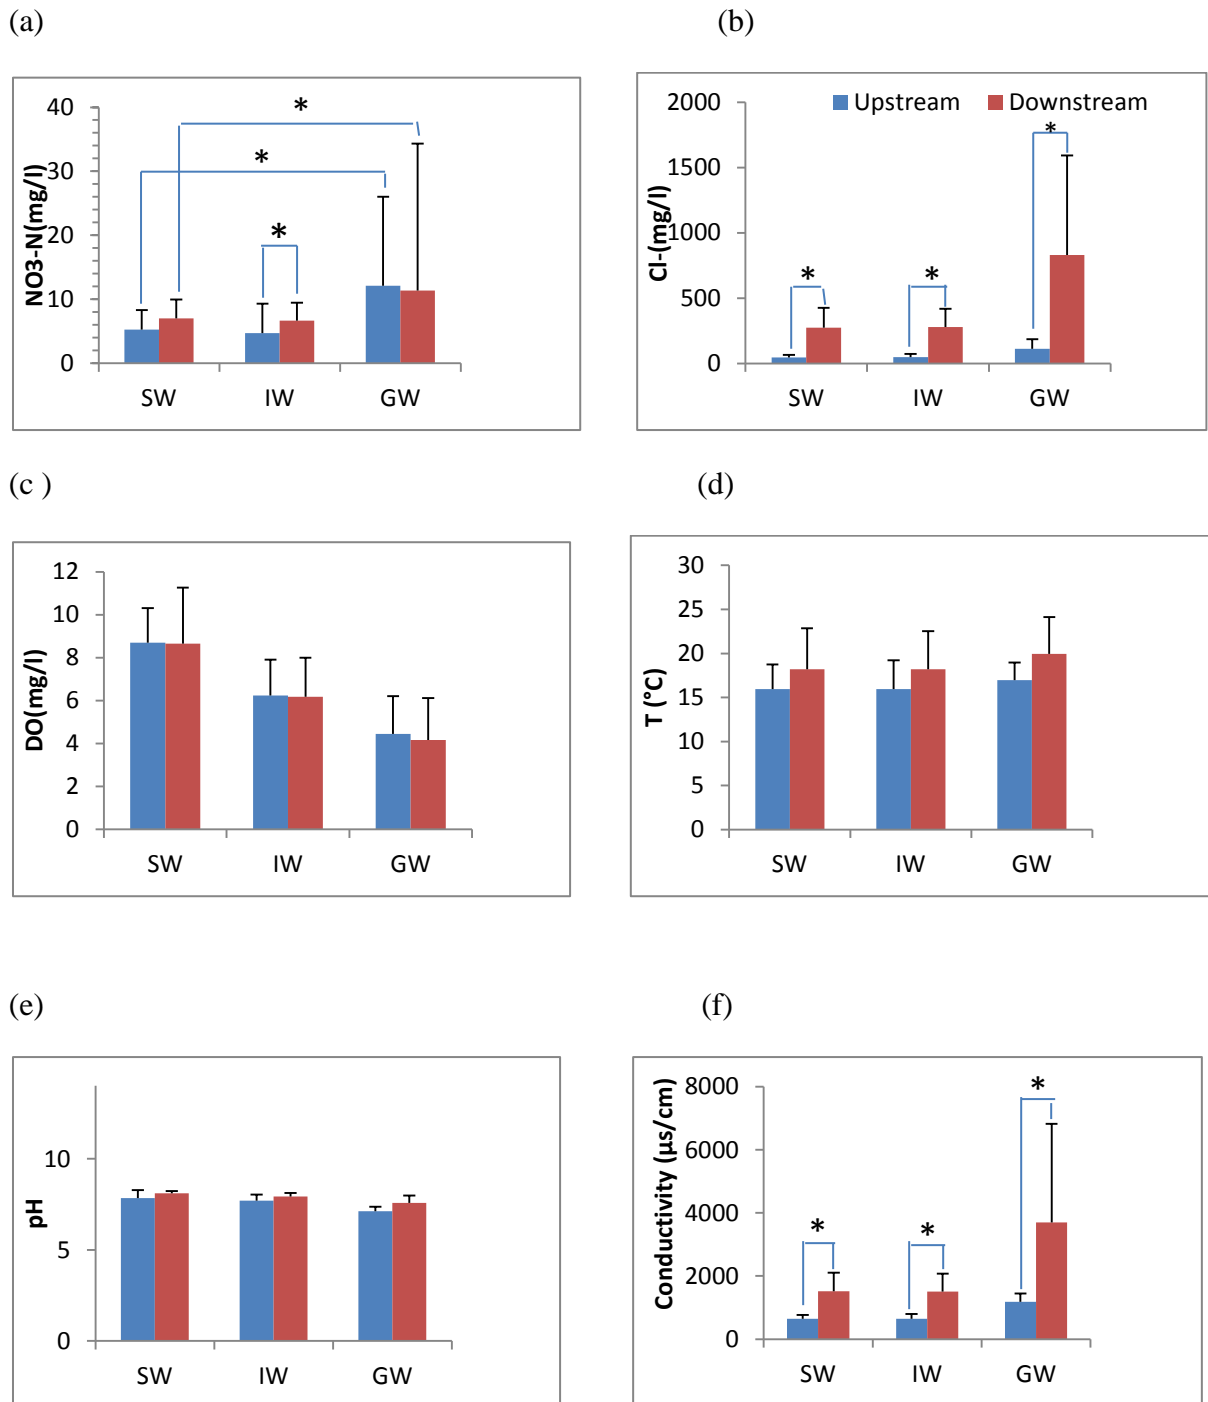 (a)
NO3-N(mg/l)
40
30
20
10
0
*
*
*
SW IW GW
(b)
Cl-(mg/l)
2000
1500
1000
500
0
Upstream Downstream
*
*
*
SW IW GW
(c )
DO(mg/l)
12
10
8
6
4
2
0
SW IW GW
(d)
T (°C)
30
25
20
15
10
5
0
SW IW GW
(e)
pH
10
5
0
SW IW GW
(f)
Conductivity (µs/cm)
8000
6000
4000
2000
0
*
*
*
SW IW GW